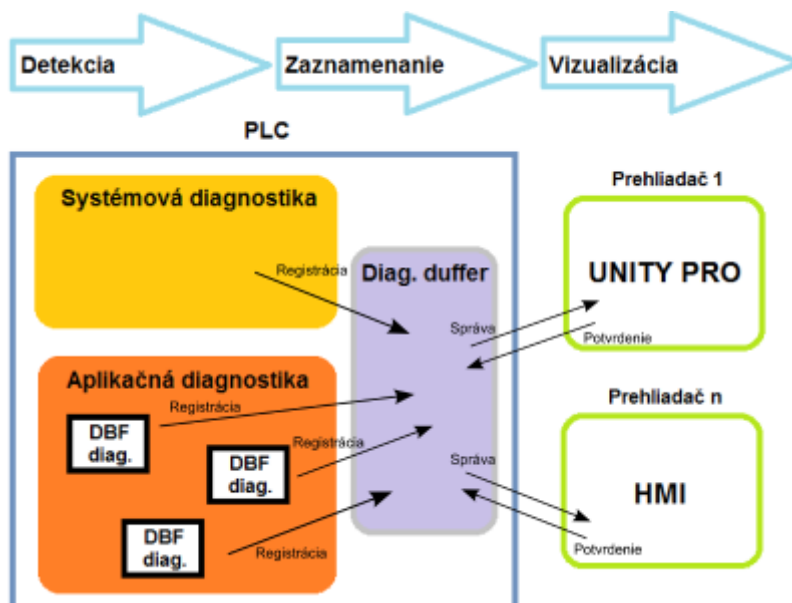 Detekcia
Zaznamenanie
Vizualizácia
PLC
Systémová diagnostika
Registrácia
Diag. duffer
Prehliadač 1
UNITY PRO
Správa
Potvrdenie
Aplikačná diagnostika
Registrácia
DBF
diag.
Registrácia
DBF
diag.
DBF
diag.
Registrácia
Prehliadač n
Správa
HMI
Potvrdenie